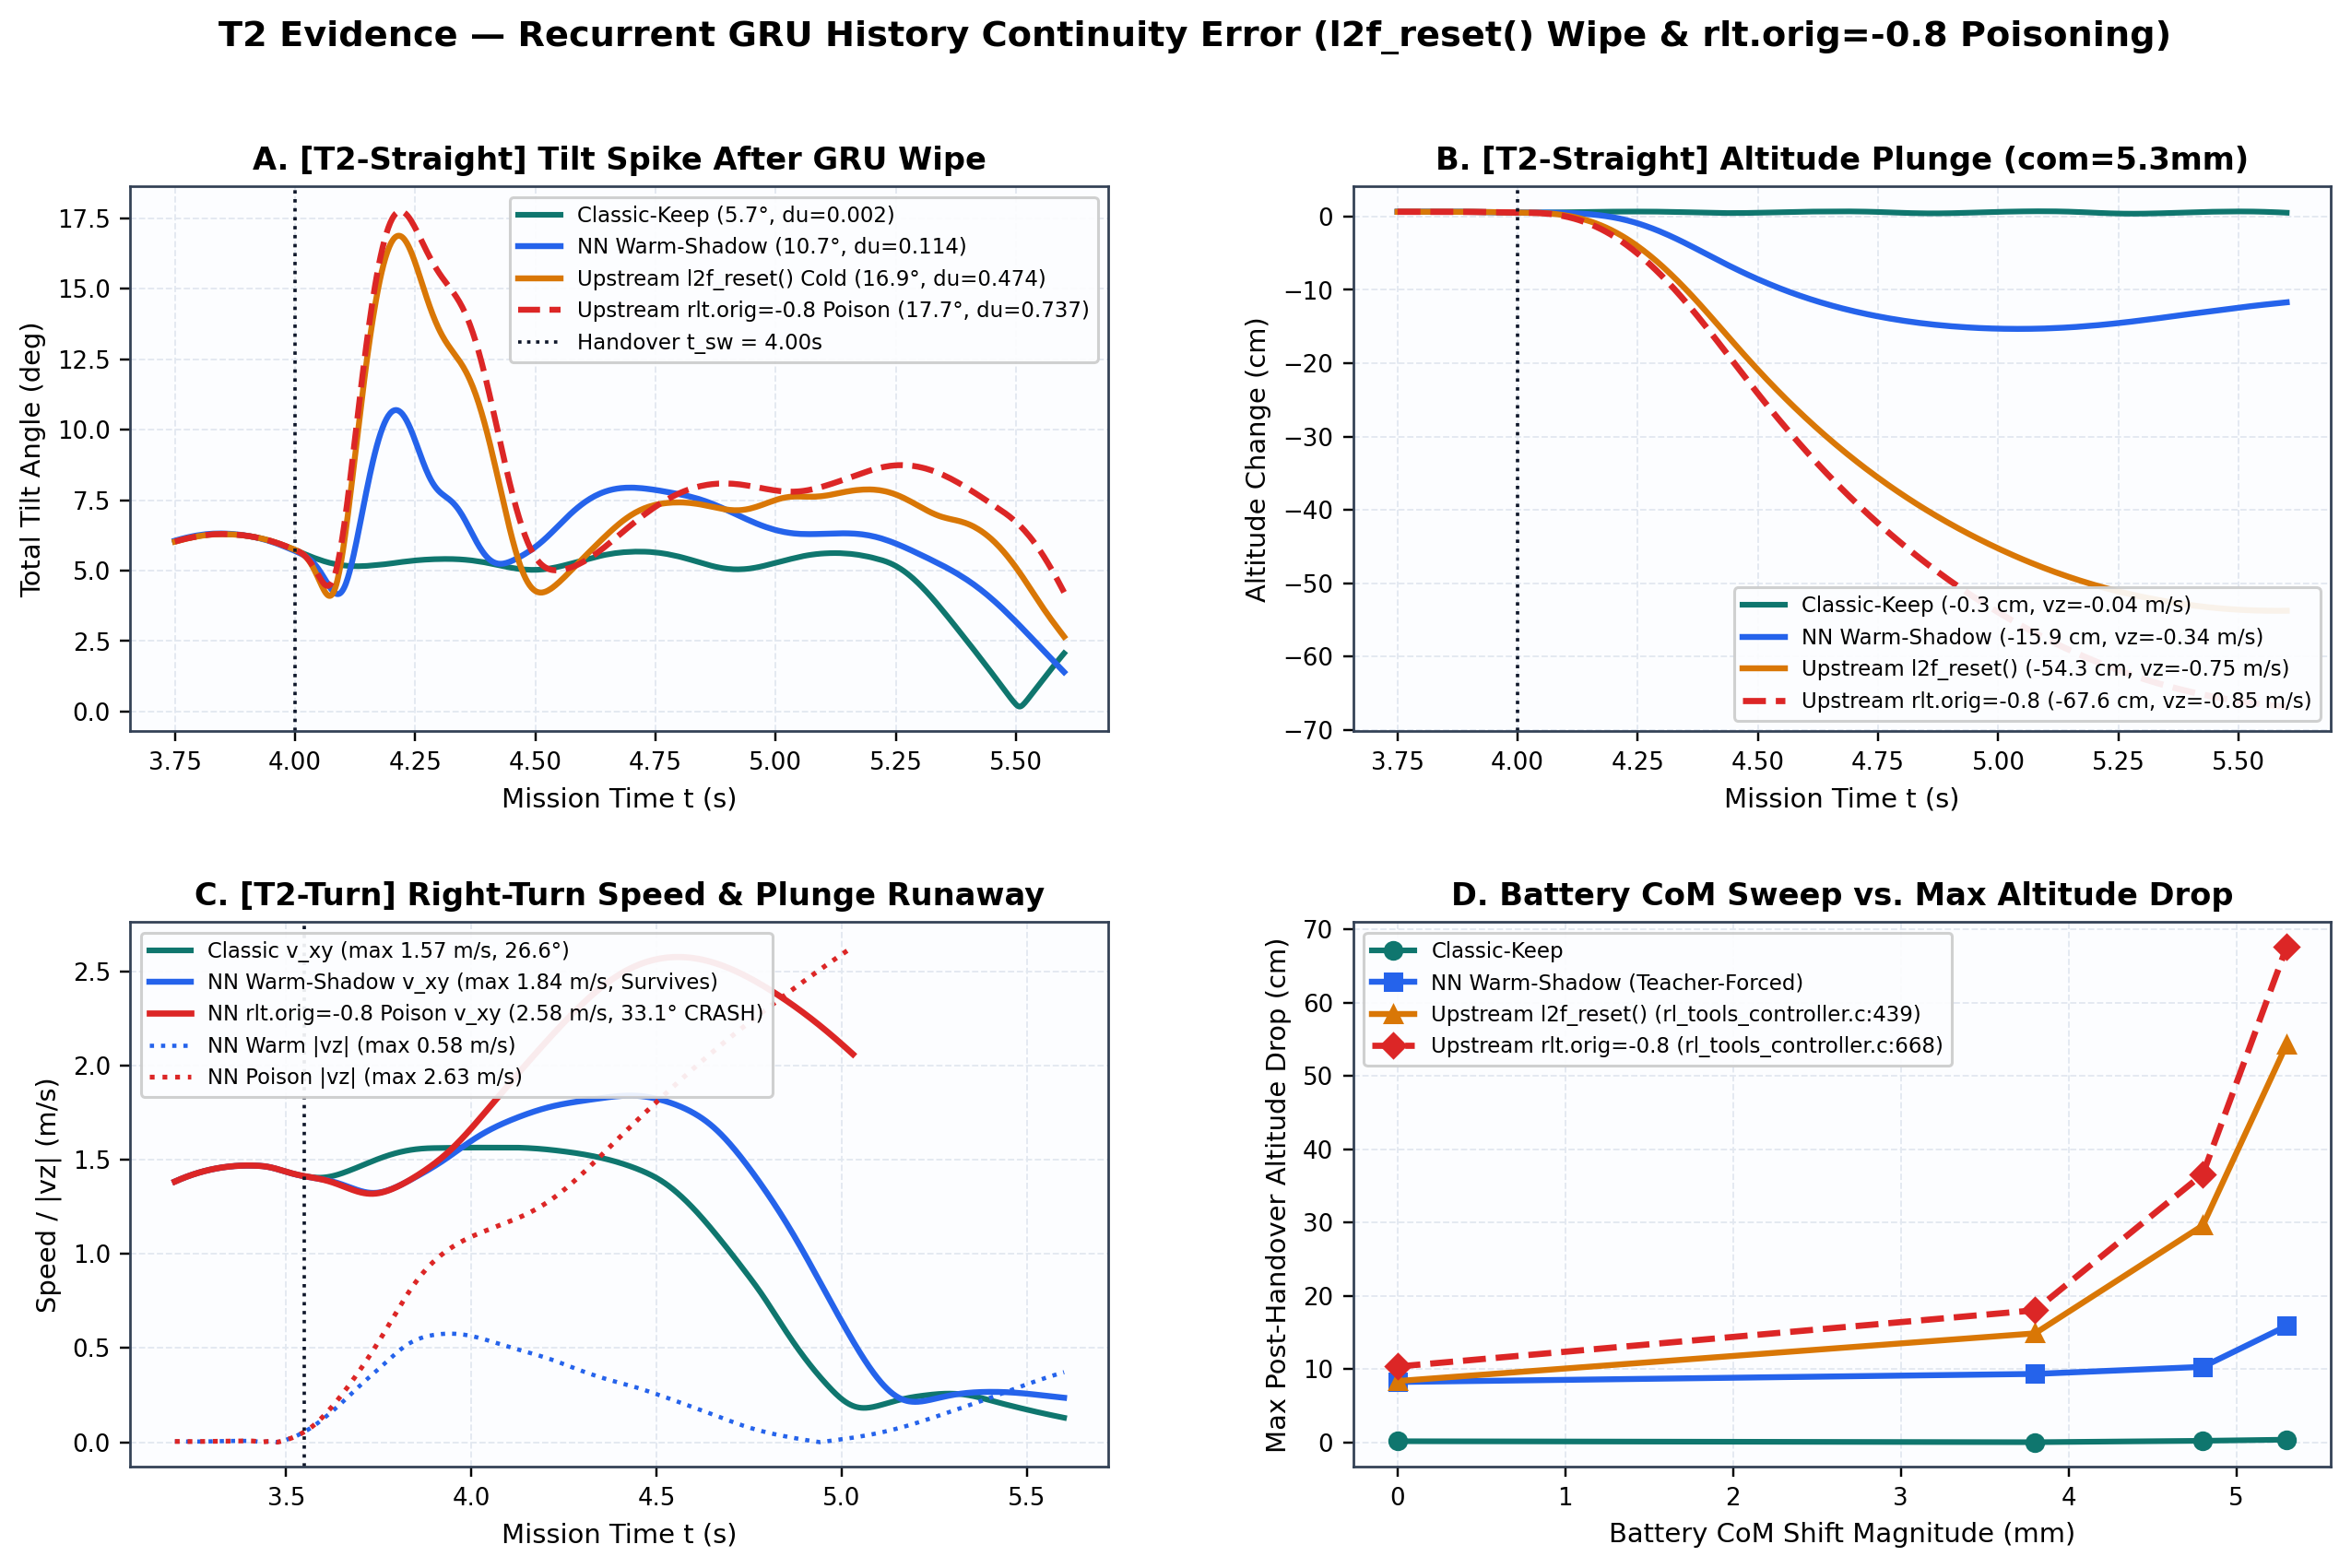 T2 Evidence — Recurrent GRU History Continuity Error (l2f_reset() Wipe & rlt.orig=-0.8 Poisoning)
A. [T2-Straight] Tilt Spike After GRU Wipe
Total Tilt Angle (deg)
17.5
15.0
12.5
10.0
7.5
5.0
2.5
0.0
Classic-Keep (5.7°, du=0.002)
NN Warm-Shadow (10.7°, du=0.114)
Upstream l2f_reset() Cold (16.9°, du=0.474)
Upstream rlt.orig=-0.8 Poison (17.7°, du=0.737)
Handover t_sw = 4.00s
3.75 4.00 4.25 4.50 4.75 5.00 5.25 5.50
Mission Time t (s)
B. [T2-Straight] Altitude Plunge (com=5.3mm)
Altitude Change (cm)
0
−10
−20
−30
−40
−50
−60
−70
Classic-Keep (-0.3 cm, vz=-0.04 m/s)
NN Warm-Shadow (-15.9 cm, vz=-0.34 m/s)
Upstream l2f_reset() (-54.3 cm, vz=-0.75 m/s)
Upstream rlt.orig=-0.8 (-67.6 cm, vz=-0.85 m/s)
3.75 4.00 4.25 4.50 4.75 5.00 5.25 5.50
Mission Time t (s)
C. [T2-Turn] Right-Turn Speed & Plunge Runaway
Speed / |vz| (m/s)
2.5
2.0
1.5
1.0
0.5
0.0
Classic v_xy (max 1.57 m/s, 26.6°)
NN Warm-Shadow v_xy (max 1.84 m/s, Survives)
NN rlt.orig=-0.8 Poison v_xy (2.58 m/s, 33.1° CRASH)
NN Warm |vz| (max 0.58 m/s)
NN Poison |vz| (max 2.63 m/s)
3.5 4.0 4.5 5.0 5.5
Mission Time t (s)
D. Battery CoM Sweep vs. Max Altitude Drop
Max Post-Handover Altitude Drop (cm)
70
60
50
40
30
20
10
0
Classic-Keep
NN Warm-Shadow (Teacher-Forced)
Upstream l2f_reset() (rl_tools_controller.c:439)
Upstream rlt.orig=-0.8 (rl_tools_controller.c:668)
0 1 2 3 4 5
Battery CoM Shift Magnitude (mm)